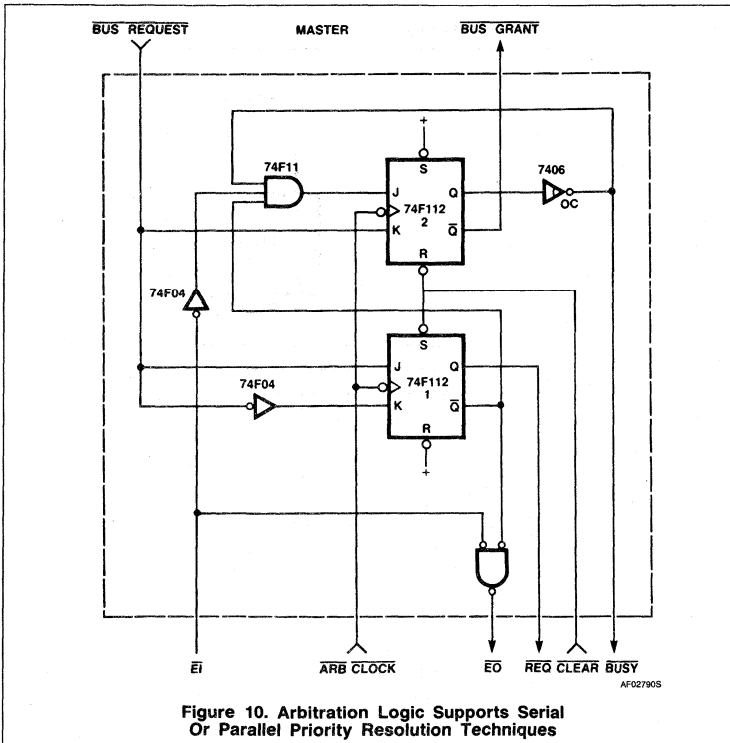 BUS REQUEST MASTER BUS GRANT
+
74F11
7406
S
J Q
74F112
2
OC
K Q
R
74F04
S
J Q
74F04
74F112
1
K Q
R
+
EI ARB CLOCK EO REQ CLEAR BUSY
AF02790S
Figure 10. Arbitration Logic Supports Serial
Or Parallel Priority Resolution Techniques